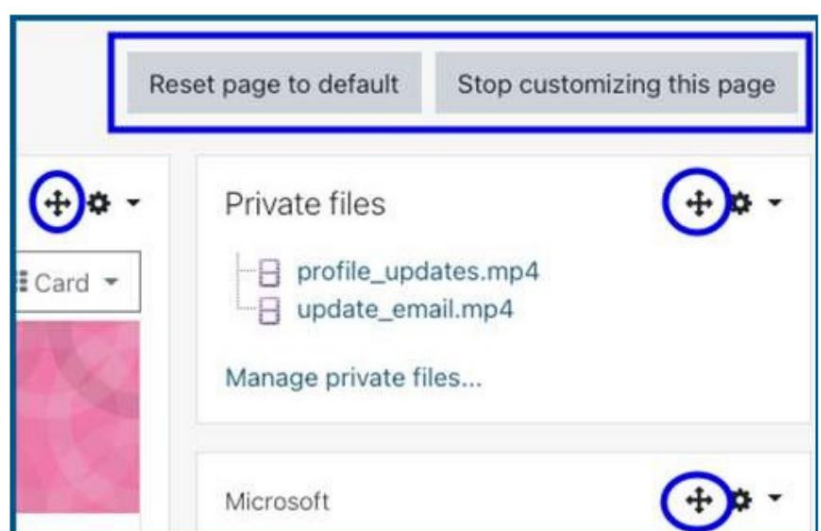 Reset page to default
Stop customizing this page
Card
Private files
profile_updates.mp4
update_email.mp4
Manage private files...
Microsoft